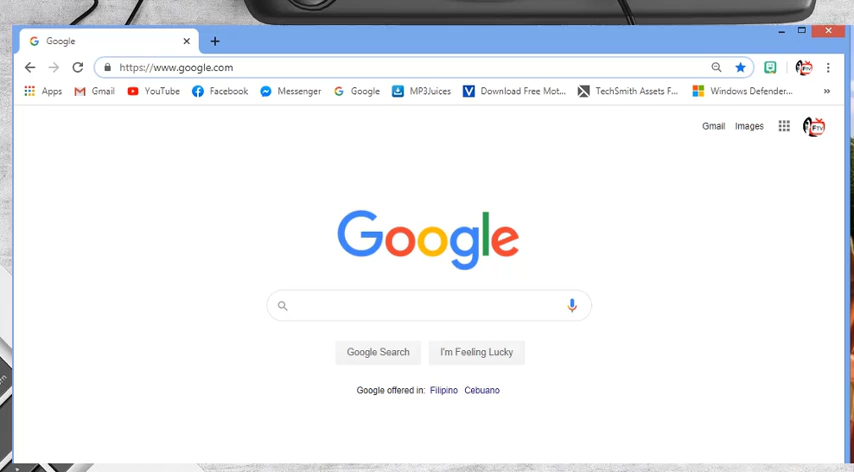 Google
https://www.google.com
Apps Gmail YouTube Facebook Messenger Google MP3Juices Download Free Mot... TechSmith Assets F... Windows Defender... »
Gmail Images
Google
Google Search I'm Feeling Lucky
Google offered in: Filipino Cebuano